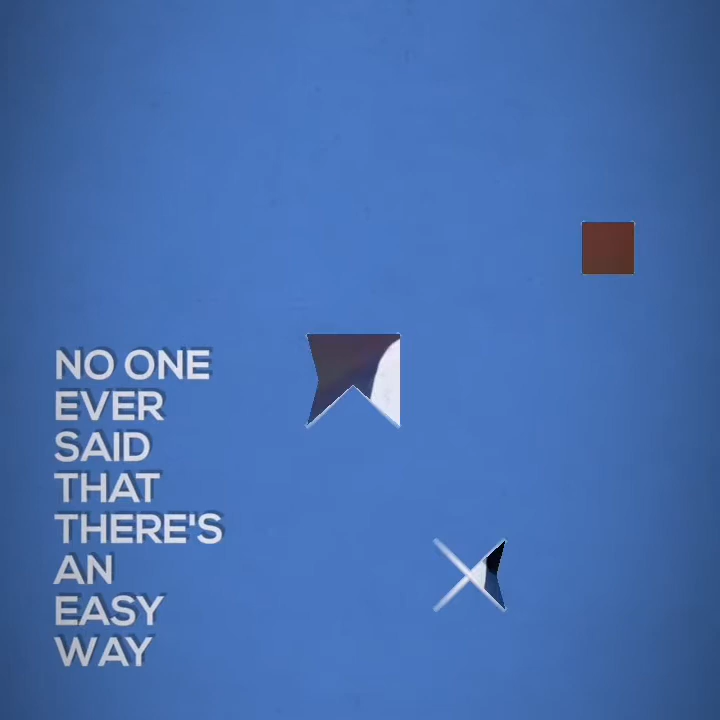 NO ONE
EVER
SAID
THAT
THERE'S
AN
EASY
WAY